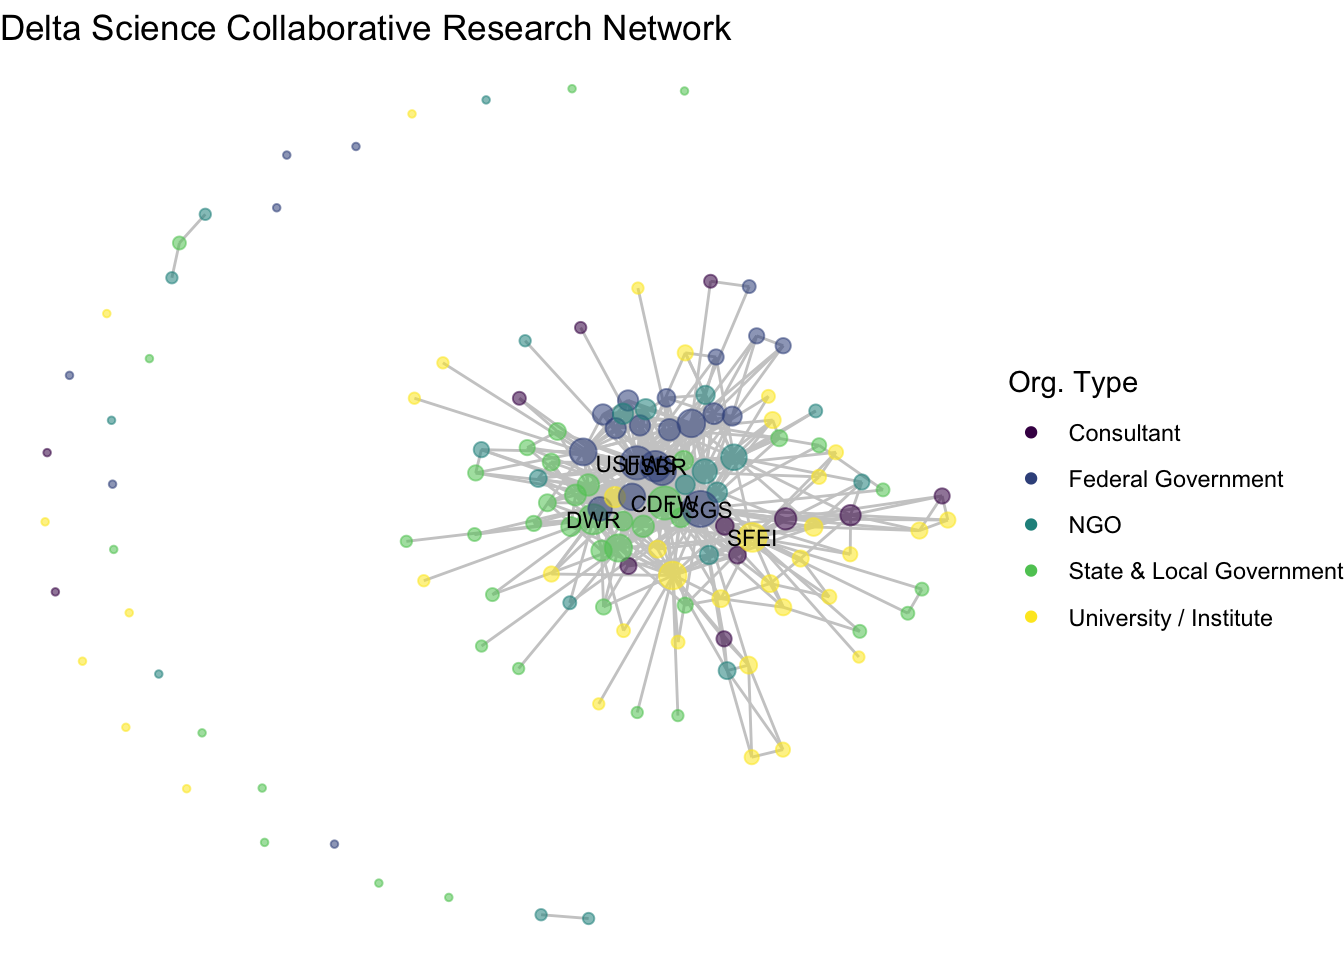 Delta Science Collaborative Research Network
Org. Type
Consultant
Federal Government
NGO
State & Local Government
University / Institute
USFWS
USBR
CDFW
USGS
DWR
SFEI